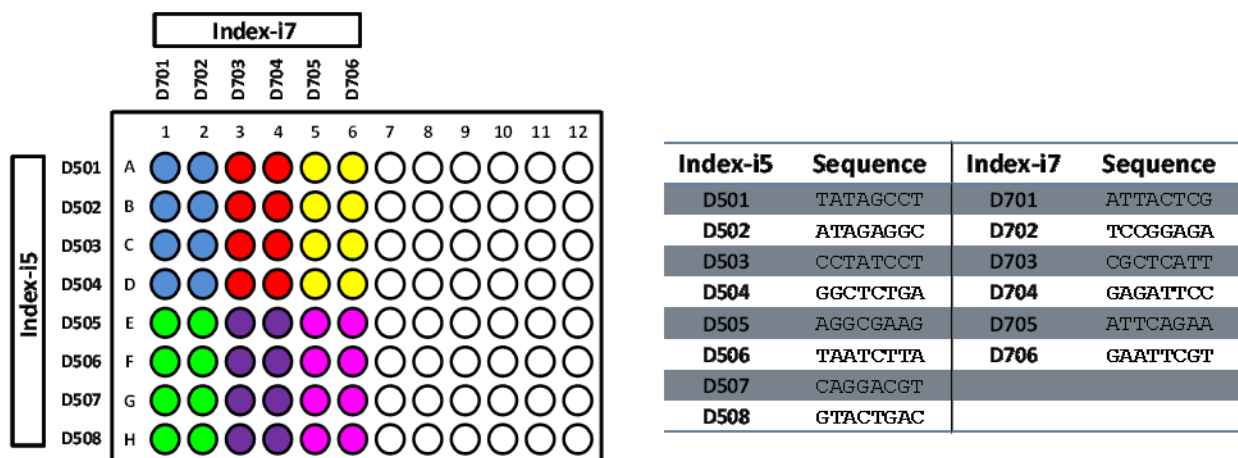 Index-i7
D701 D702 D703 D704 D705 D706
1 2 3 4 5 6 7 8 9 10 11 12
Index-i5
D501 A
D502 B
D503 C
D504 D
D505 E
D506 F
D507 G
D508 H
Index-i5 Sequence Index-i7 Sequence
D501 TATAGCCT D701 ATTACTCG
D502 ATAGAGGC D702 TCCGGAGA
D503 CCTATCCT D703 CGCTCATT
D504 GGCTCTGA D704 GAGATTCC
D505 AGGCGAAG D705 ATTCAGAA
D506 TAATCTTA D706 GAATTCGT
D507 CAGGACGT
D508 GTACTGAC